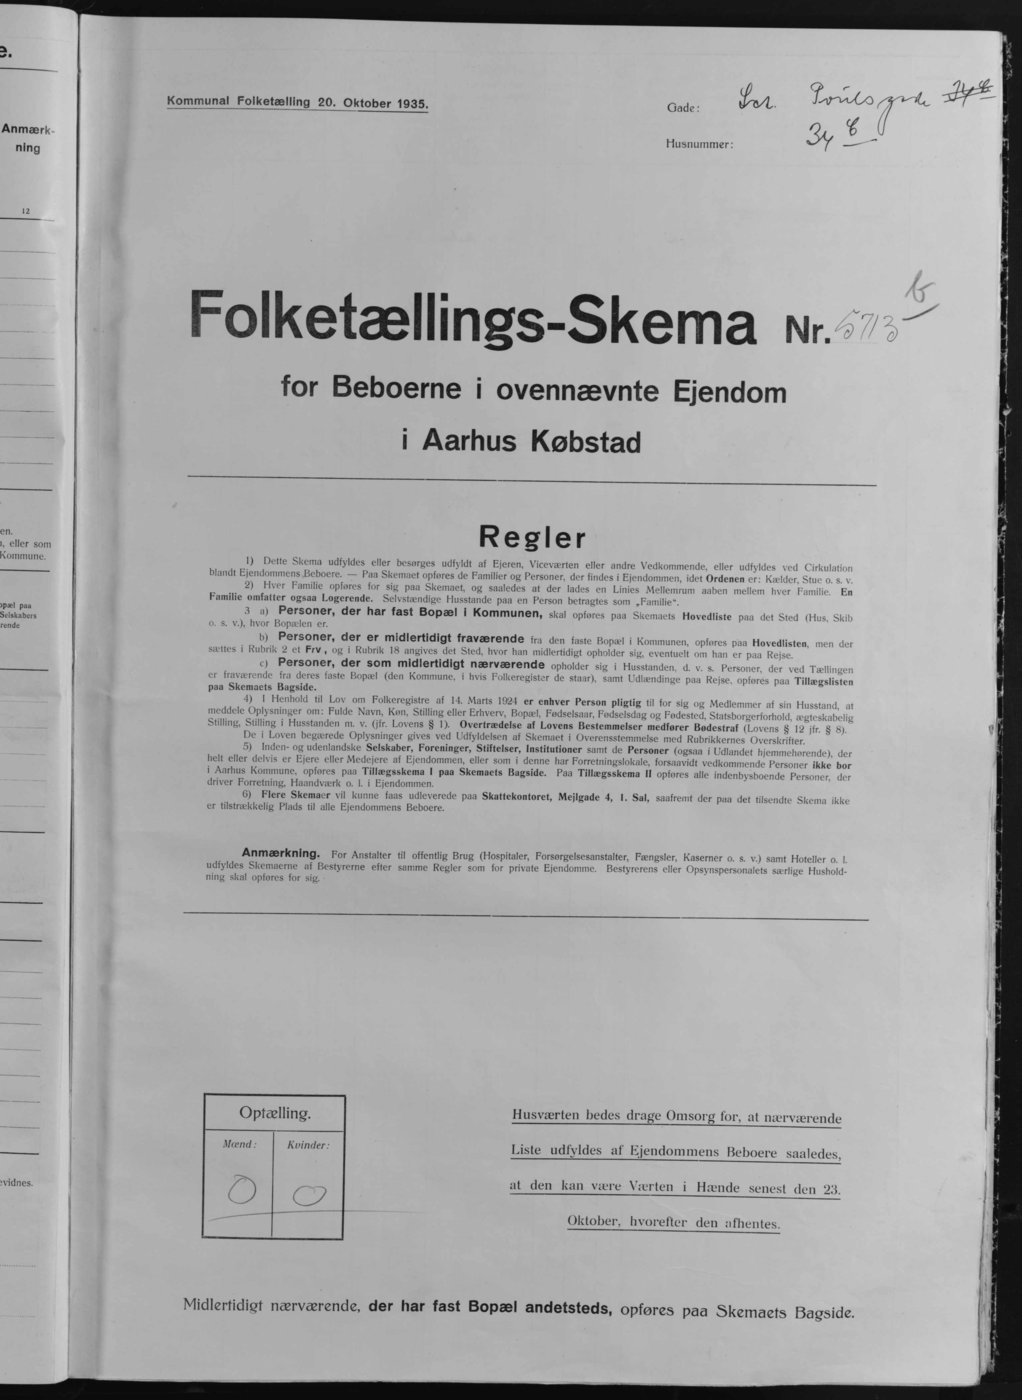 e.
Anmærk-
ning
12
en.
, eller som
Kommune.
opæl paa
Selskabers
rende
evidnes.
Kommunal Folketælling 20. Oktober 1935.
Gade: Sct. Poulsgade 34 C
Husnummer: 34 C
b
Folketællings-Skema Nr. 5713
for Beboerne i ovennævnte Ejendom
i Aarhus Købstad
Regler
1) Dette Skema udfyldes eller besørges udfyldt af Ejeren, Viceværten eller andre Vedkommende, eller udfyldes ved Cirkulation
blandt Ejendommens Beboere. — Paa Skemaet opføres de Familier og Personer, der findes i Ejendommen, idet Ordenen er: Kælder, Stue o. s. v.
2) Hver Familie opføres for sig paa Skemaet, og saaledes at der lades en Linies Mellemrum aaben mellem hver Familie. En
Familie omfatter ogsaa Logerende. Selvstændige Husstande paa en Person betragtes som „Familie“.
3 a) Personer, der har fast Bopæl i Kommunen, skal opføres paa Skemaets Hovedliste paa det Sted (Hus, Skib
o. s. v.), hvor Bopælen er.
b) Personer, der er midlertidigt fraværende fra den faste Bopæl i Kommunen, opføres paa Hovedlisten, men der
sættes i Rubrik 2 et Frv., og i Rubrik 18 angives det Sted, hvor han midlertidigt opholder sig, eventuelt om han er paa Rejse.
c) Personer, der som midlertidigt nærværende opholder sig i Husstanden, d. v. s. Personer, der ved Tællingen
er fraværende fra deres faste Bopæl (den Kommune, i hvis Folkeregister de staar), samt Udlændinge paa Rejse, opføres paa Tillægslisten
paa Skemaets Bagside.
4) I Henhold til Lov om Folkeregistre af 14. Marts 1924 er enhver Person pligtig til for sig og Medlemmer af sin Husstand, at
meddele Oplysninger om: Fulde Navn, Køn, Stilling eller Erhverv, Bopæl, Fødselsaar, Fødselsdag og Fødested, Statsborgerforhold, ægteskabelig
Stilling, Stilling i Husstanden m. v. (jfr. Lovens § 1). Overtrædelse af Lovens Bestemmelser medfører Bødestraf (Lovens § 12 jfr. § 8).
De i Loven begærede Oplysninger gives ved Udfyldelsen af Skemaet i Overensstemmelse med Rubrikkernes Overskrifter.
5) Inden- og udenlandske Selskaber, Foreninger, Stiftelser, Institutioner samt de Personer (ogsaa i Udlandet hjemmehørende), der
helt eller delvis er Ejere eller Medejere af Ejendommen, eller som i denne har Forretningslokale, forsaavidt vedkommende Personer ikke bor
i Aarhus Kommune, opføres paa Tillægsskema I paa Skemaets Bagside. Paa Tillægsskema II opføres alle indenbysboende Personer, der
driver Forretning, Haandværk o. l. i Ejendommen.
6) Flere Skemaer vil kunne faas udleverede paa Skattekontoret, Mejlgade 4, 1. Sal, saafremt der paa det tilsendte Skema ikke
er tilstrækkelig Plads til alle Ejendommens Beboere.
Anmærkning. For Anstalter til offentlig Brug (Hospitaler, Forsørgelsesanstalter, Fængsler, Kaserner o. s. v.) samt Hoteller o. l.
udfyldes Skemaerne af Bestyrerne efter samme Regler som for private Ejendomme. Bestyrerens eller Opsynspersonalets særlige Hushold-
ning skal opføres for sig.
Optælling.
Mænd: Kvinder:
0 0
Husværten bedes drage Omsorg for, at nærværende
Liste udfyldes af Ejendommens Beboere saaledes,
at den kan være Værten i Hænde senest den 23.
Oktober, hvorefter den afhentes.
Midlertidigt nærværende, der har fast Bopæl andetsteds, opføres paa Skemaets Bagside.